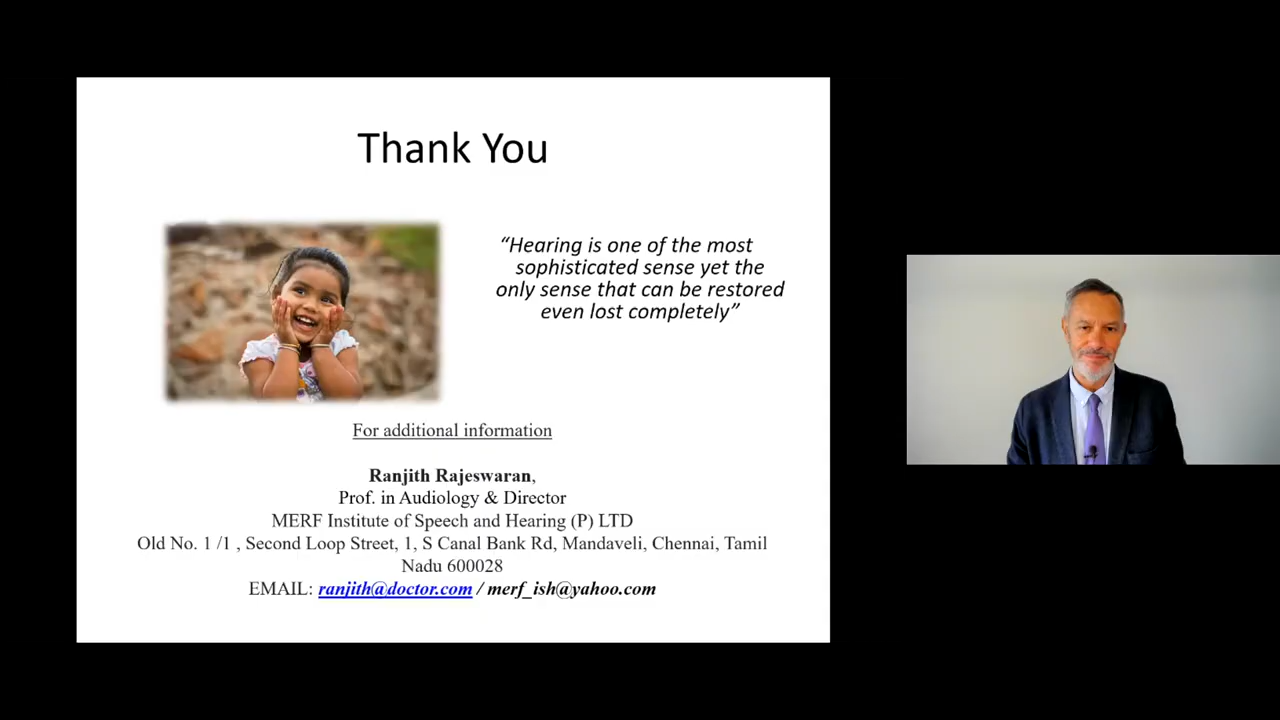 Thank You
“Hearing is one of the most
sophisticated sense yet the
only sense that can be restored
even lost completely”
For additional information
Ranjith Rajeswaran,
Prof. in Audiology & Director
MERF Institute of Speech and Hearing (P) LTD
Old No. 1 /1 , Second Loop Street, 1, S Canal Bank Rd, Mandaveli, Chennai, Tamil
Nadu 600028
EMAIL: ranjith@doctor.com / merf_ish@yahoo.com